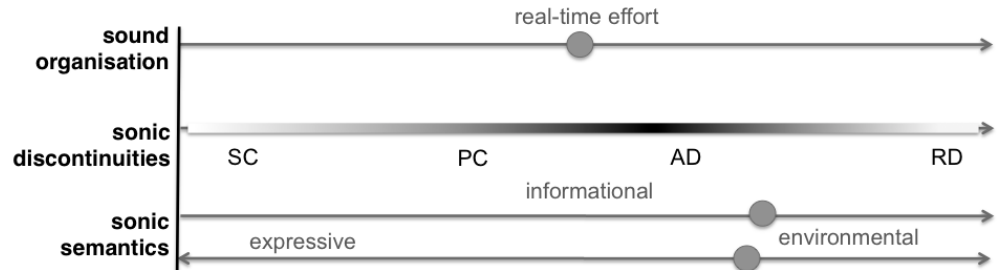 real-time effort
sound
organisation
sonic
discontinuities
SC PC AD RD
informational
sonic
semantics
expressive environmental